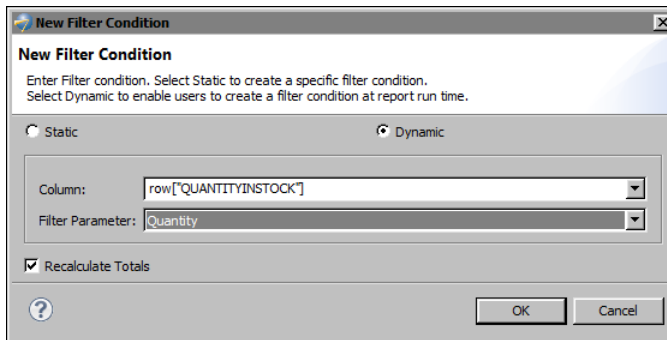 New Filter Condition
New Filter Condition
Enter Filter condition. Select Static to create a specific filter condition.
Select Dynamic to enable users to create a filter condition at report run time.
Static Dynamic
Column: row["QUANTITYINSTOCK"]
Filter Parameter: Quantity
Recalculate Totals
? OK Cancel